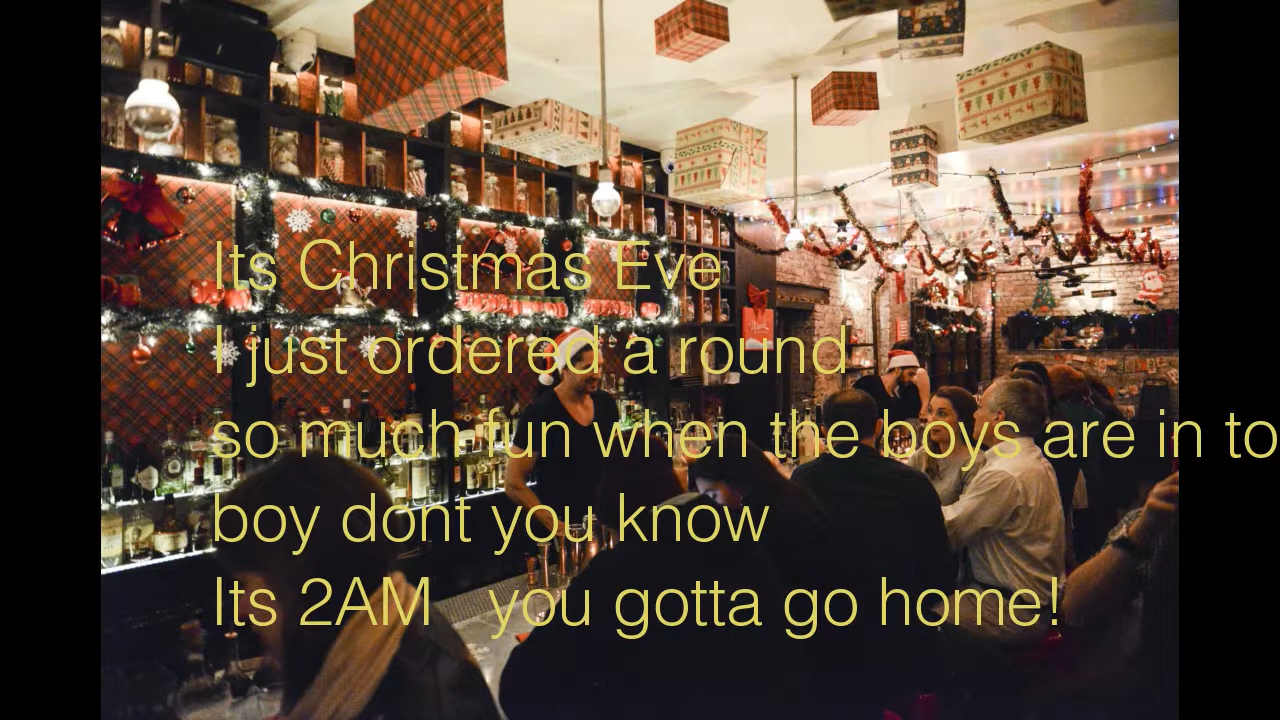 Its Christmas Eve
I just ordered a round
so much fun when the boys are in to
boy dont you know
Its 2AM you gotta go home!